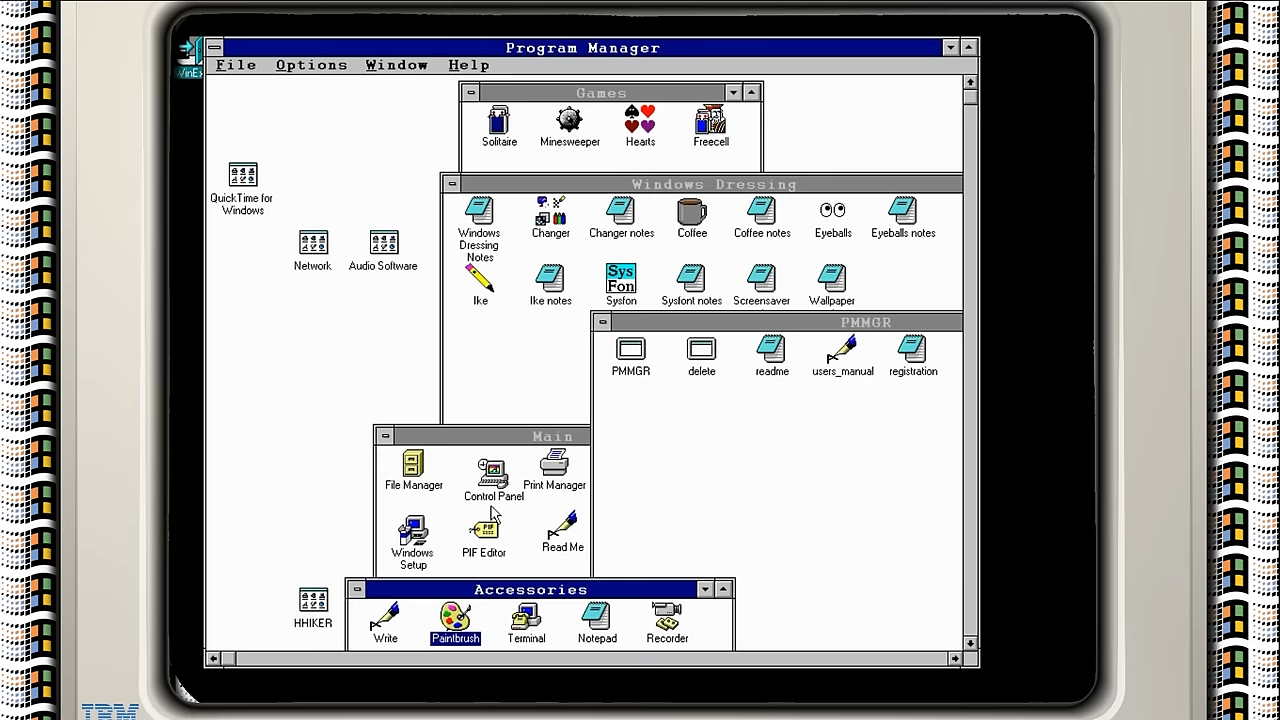 Program Manager
WinEx
File Options Window Help
Games
Solitaire Minesweeper Hearts Freecell
QuickTime for
Windows
Windows Dressing
Windows
Dressing
Notes
Changer Changer notes Coffee Coffee notes Eyeballs Eyeballs notes
Network Audio Software
Sys
Fon
Ike Ike notes Sysfon Sysfont notes Screensaver Wallpaper
PMMGR
PMMGR delete readme users_manual registration
Main
File Manager Control Panel Print Manager
PIF
Windows
Setup
PIF Editor Read Me
Accessories
HHIKER
Write Paintbrush Terminal Notepad Recorder
IBM